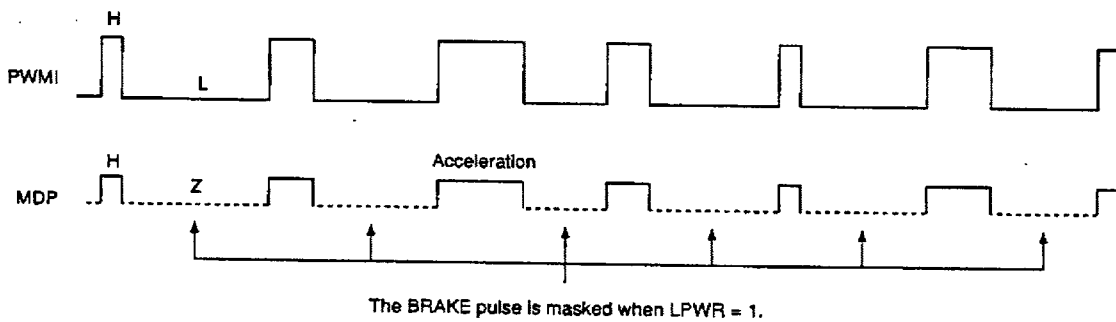 H
PWMI
L
H
Acceleration
Z
MDP
The BRAKE pulse is masked when LPWR = 1.